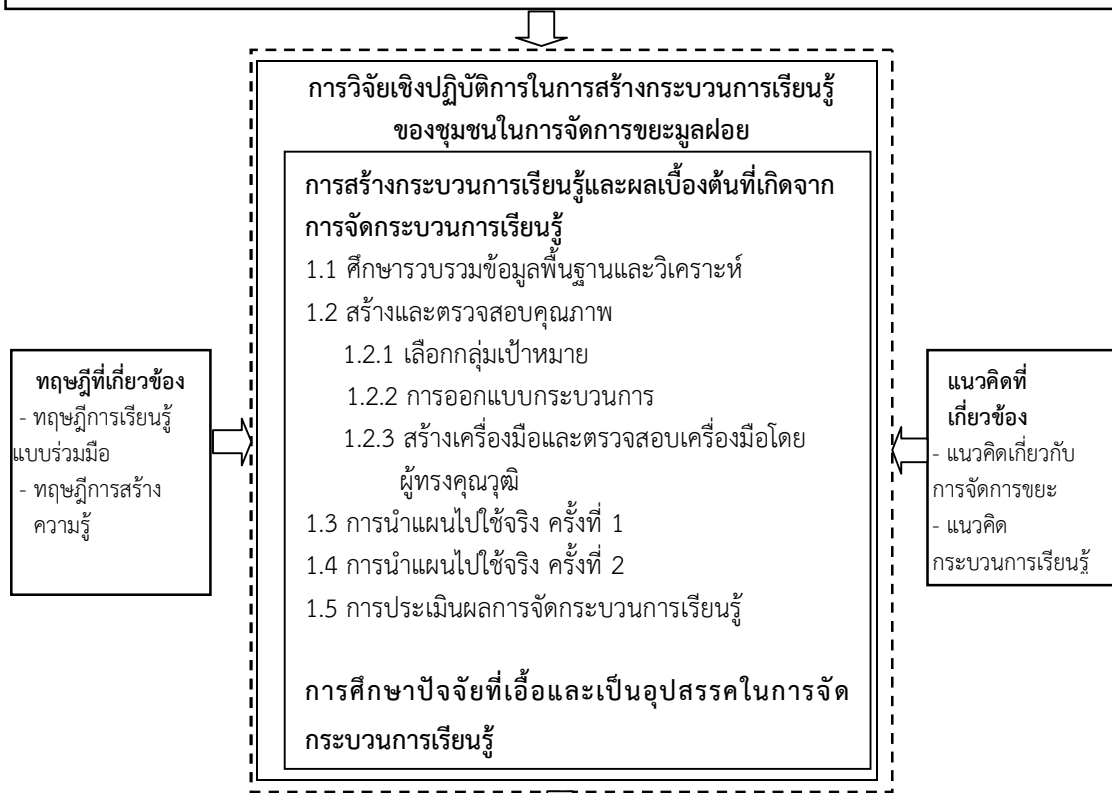 การวิจัยเชิงปฏิบัติการในการสร้างกระบวนการเรียนรู้
ของชุมชนในการจัดการขยะมูลฝอย
การสร้างกระบวนการเรียนรู้และผลเบื้องต้นที่เกิดจาก
การจัดกระบวนการเรียนรู้
1.1 ศึกษารวบรวมข้อมูลพื้นฐานและวิเคราะห์
1.2 สร้างและตรวจสอบคุณภาพ
1.2.1 เลือกกลุ่มเป้าหมาย
1.2.2 การออกแบบกระบวนการ
1.2.3 สร้างเครื่องมือและตรวจสอบเครื่องมือโดย
ผู้ทรงคุณวุฒิ
1.3 การนำแผนไปใช้จริง ครั้งที่ 1
1.4 การนำแผนไปใช้จริง ครั้งที่ 2
1.5 การประเมินผลการจัดกระบวนการเรียนรู้
การศึกษาปัจจัยที่เอื้อและเป็นอุปสรรคในการจัด
กระบวนการเรียนรู้
ทฤษฎีที่เกี่ยวข้อง
- ทฤษฎีการเรียนรู้
แบบร่วมมือ
- ทฤษฎีการสร้าง
ความรู้
แนวคิดที่
เกี่ยวข้อง
- แนวคิดเกี่ยวกับ
การจัดการขยะ
- แนวคิด
กระบวนการเรียนรู้